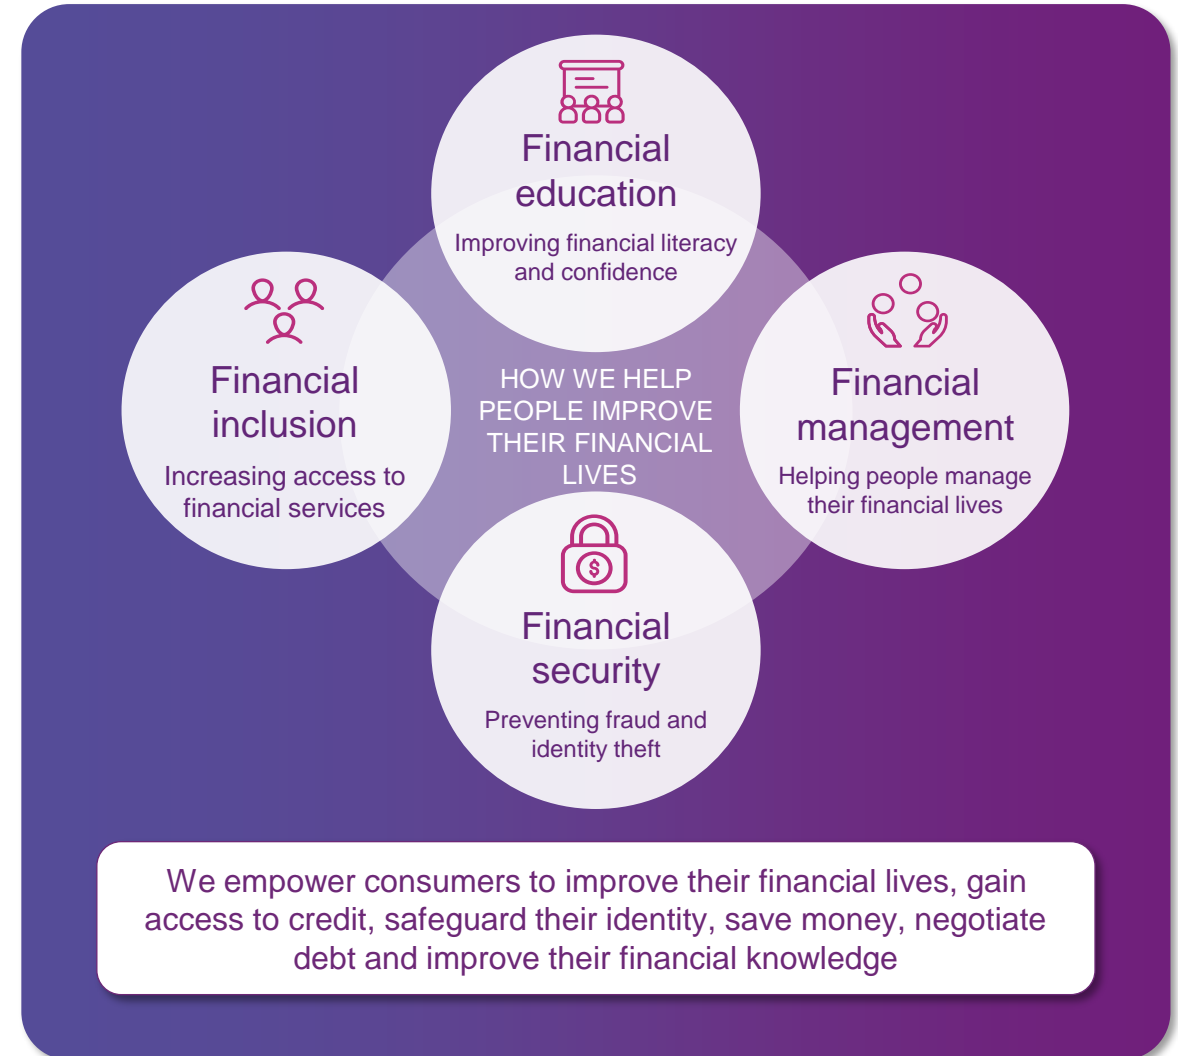 Financial
education
Improving financial literacy
and confidence
Financial
inclusion
Increasing access to
financial services
HOW WE HELP
PEOPLE IMPROVE
THEIR FINANCIAL
LIVES
Financial
management
Helping people manage
their financial lives
$
Financial
security
Preventing fraud and
identity theft
We empower consumers to improve their financial lives, gain
access to credit, safeguard their identity, save money, negotiate
debt and improve their financial knowledge